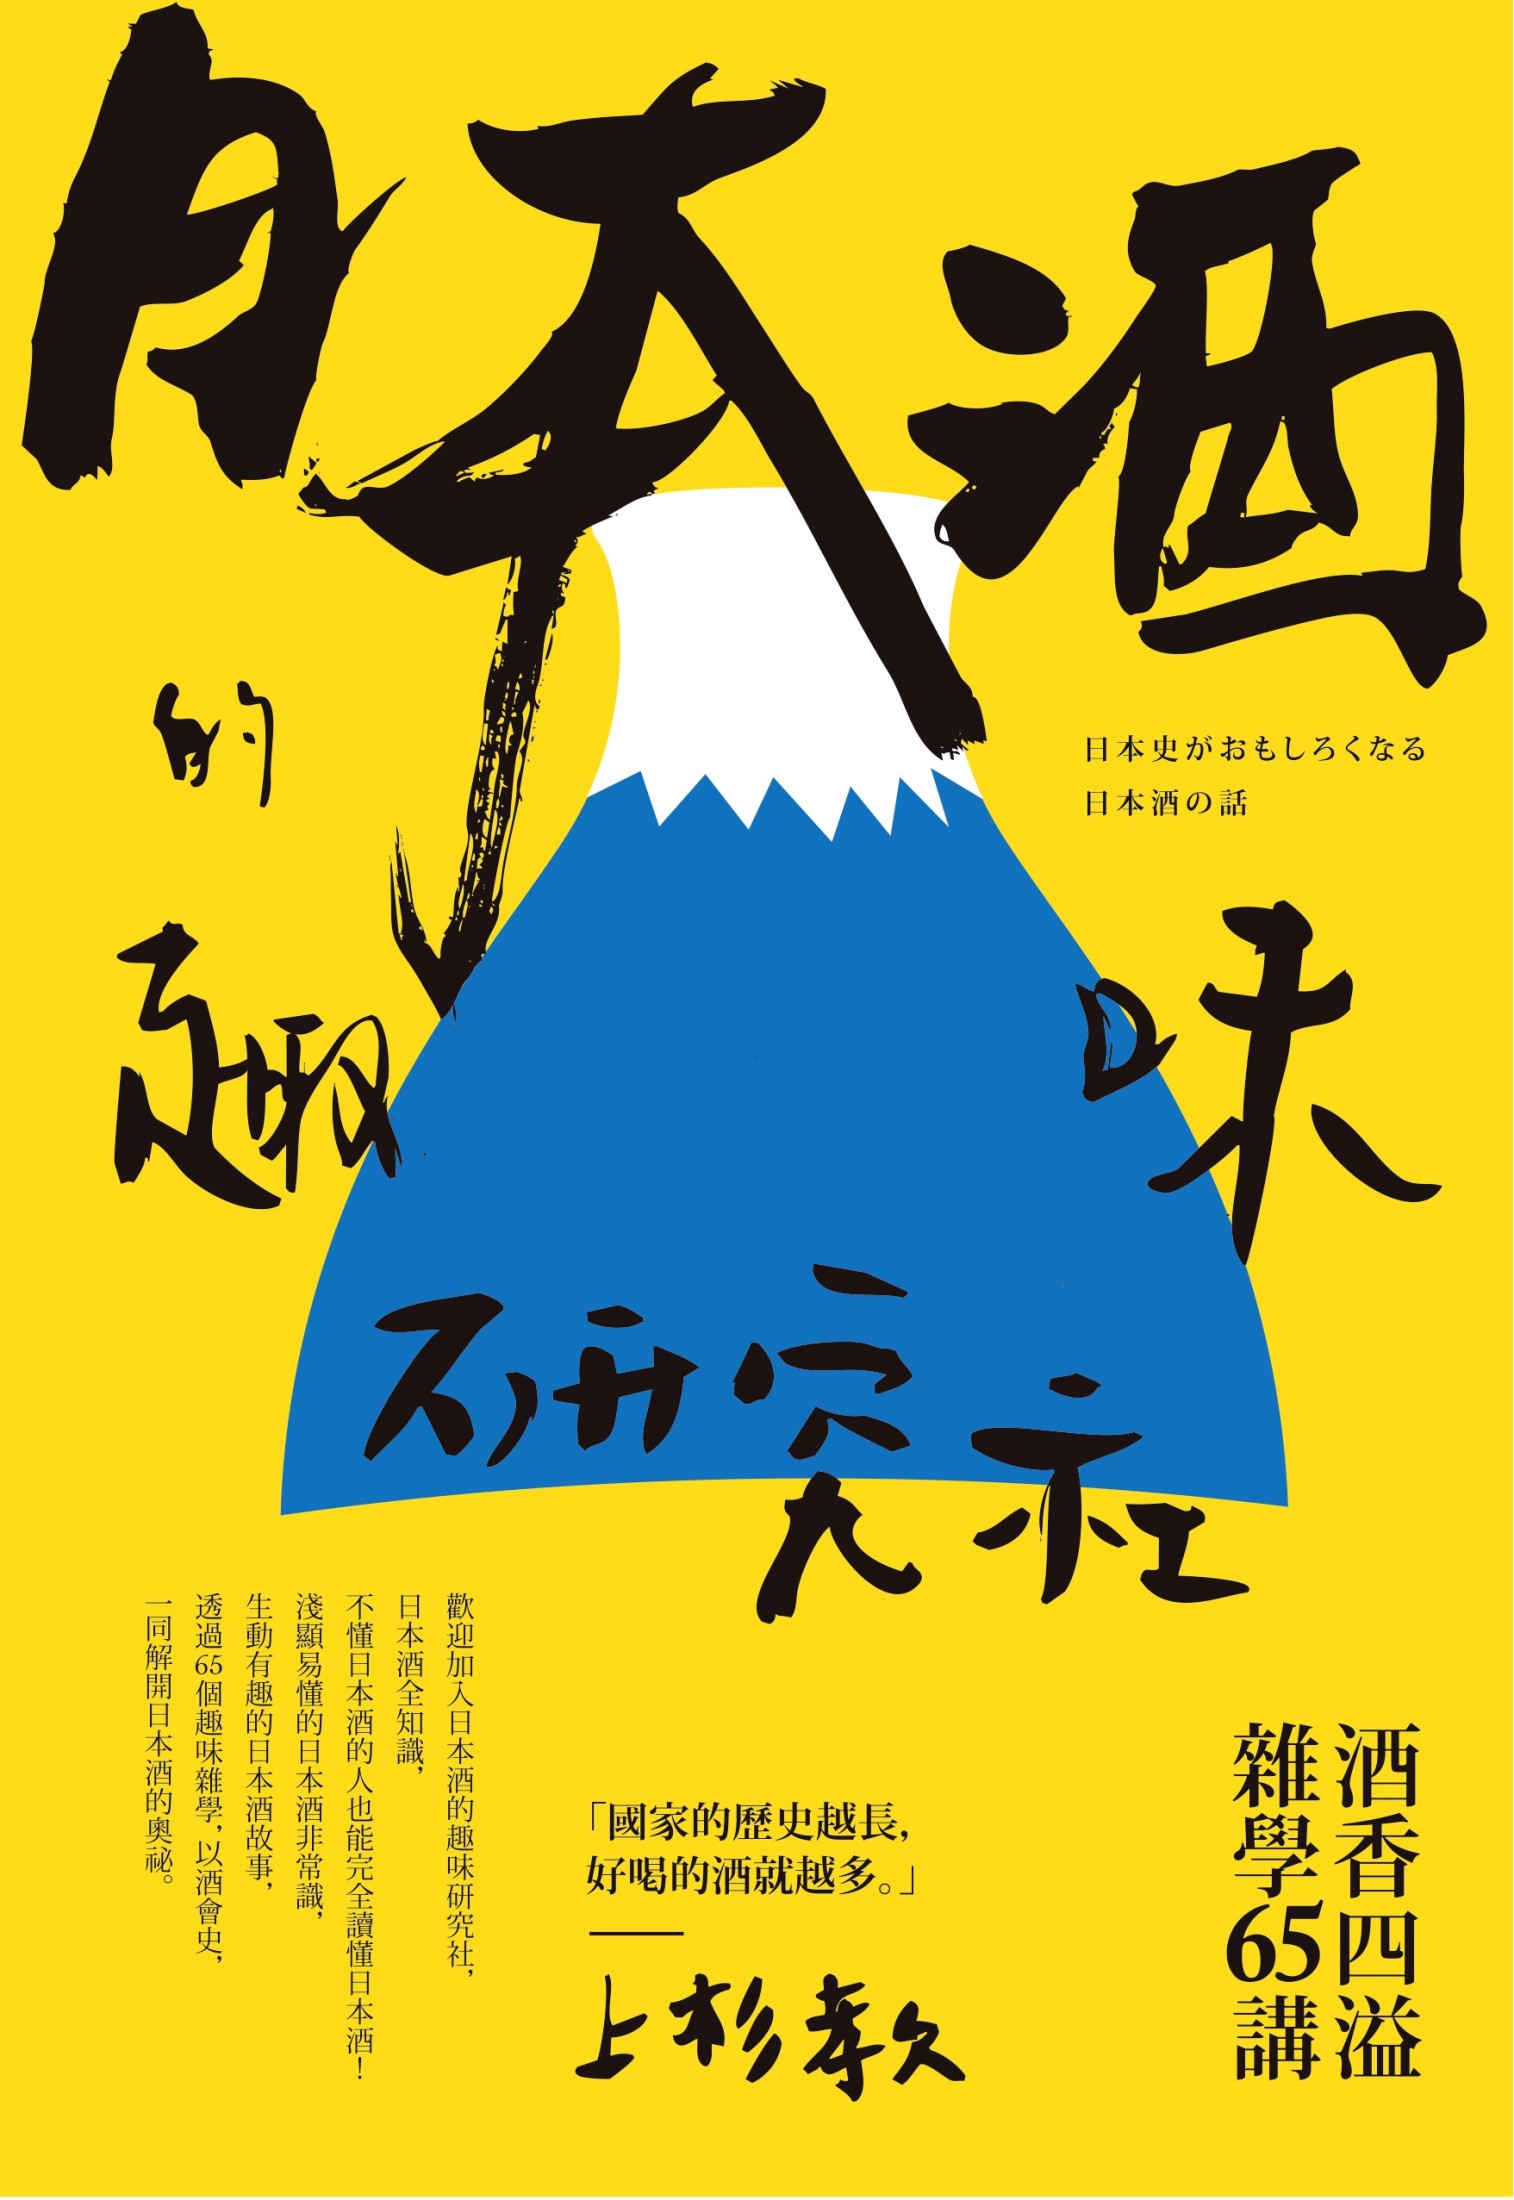 日本酒
的
趣味
研究社
日本史がおもしろくなる
日本酒の話
酒香四溢
雜學65講
「國家的歷史越長，
好喝的酒就越多。」
上杉孝久
歡迎加入日本酒的趣味研究社，
日本酒全知識，
不懂日本酒的人也能完全讀懂日本酒！
淺顯易懂的日本酒非常識，
生動有趣的日本酒故事，
透過65個趣味雜學，以酒會史，
一同解開日本酒的奧祕。